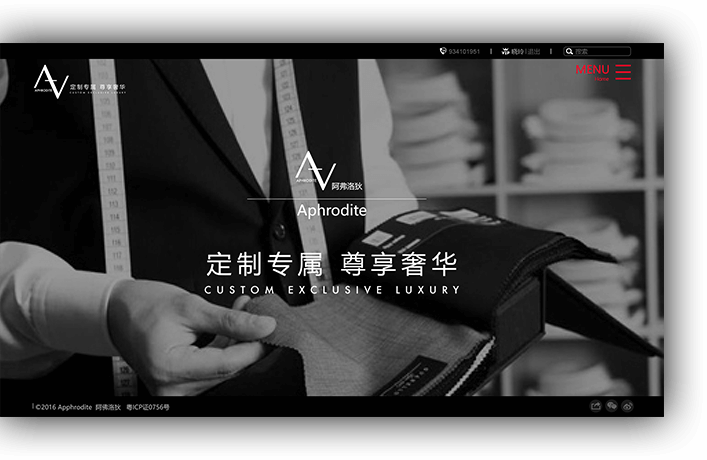 934101951 | 晓玲 | 退出 | 搜索
AV APHRODITE 定制专属 尊享奢华
CUSTOM EXCLUSIVE LUXURY
MENU
Home
AV APHRODITE 阿弗洛狄
Aphrodite
定制专属 尊享奢华
CUSTOM EXCLUSIVE LUXURY
©2016 Apphrodite 阿弗洛狄 粤ICP证0756号